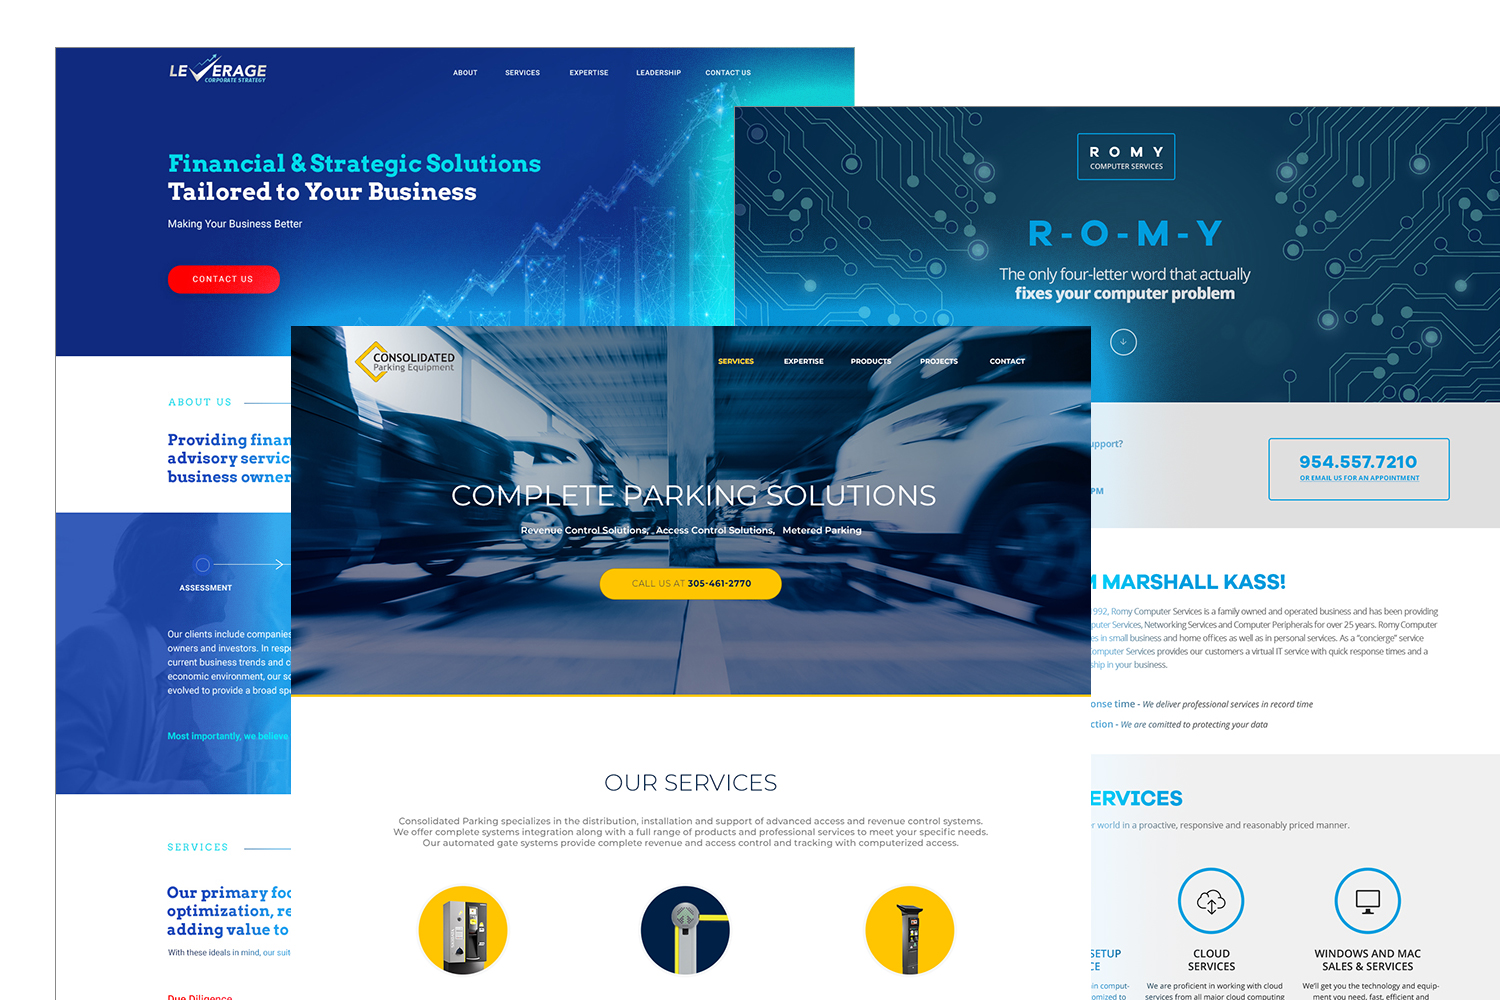 LEVERAGE
CORPORATE STRATEGY
ABOUT SERVICES EXPERTISE LEADERSHIP CONTACT US
Financial & Strategic Solutions
Tailored to Your Business
Making Your Business Better
CONTACT US
ABOUT US
Providing finan
advisory servic
business owner
ASSESSMENT
Our clients include companies
owners and investors. In resp
current business trends and c
economic environment, our so
evolved to provide a broad sp
Most importantly, we believe
SERVICES
Our primary foc
optimization, re
adding value to
With these ideals in mind, our suit
Due Diligence
ROMY
COMPUTER SERVICES
R-O-M-Y
The only four-letter word that actually
fixes your computer problem
upport?
PM
954.557.7210
OR EMAIL US FOR AN APPOINTMENT
M MARSHALL KASS!
992, Romy Computer Services is a family owned and operated business and has been providing
puter Services, Networking Services and Computer Peripherals for over 25 years. Romy Computer
es in small business and home offices as well as in personal services. As a "concierge" service
Computer Services provides our customers a virtual IT service with quick response times and a
ship in your business.
onse time - We deliver professional services in record time
ction - We are comitted to protecting your data
ERVICES
r world in a proactive, responsive and reasonably priced manner.
SETUP
CE
in comput-
omized to
CLOUD
SERVICES
We are proficient in working with cloud
services from all major cloud computing
WINDOWS AND MAC
SALES & SERVICES
We'll get you the technology and equip-
ment you need, fast, efficient and
CONSOLIDATED
Parking Equipment
SERVICES EXPERTISE PRODUCTS PROJECTS CONTACT
COMPLETE PARKING SOLUTIONS
Revenue Control Solutions, Access Control Solutions, Metered Parking
CALL US AT 305-461-2770
OUR SERVICES
Consolidated Parking specializes in the distribution, installation and support of advanced access and revenue control systems.
We offer complete systems integration along with a full range of products and professional services to meet your specific needs.
Our automated gate systems provide complete revenue and access control and tracking with computerized access.